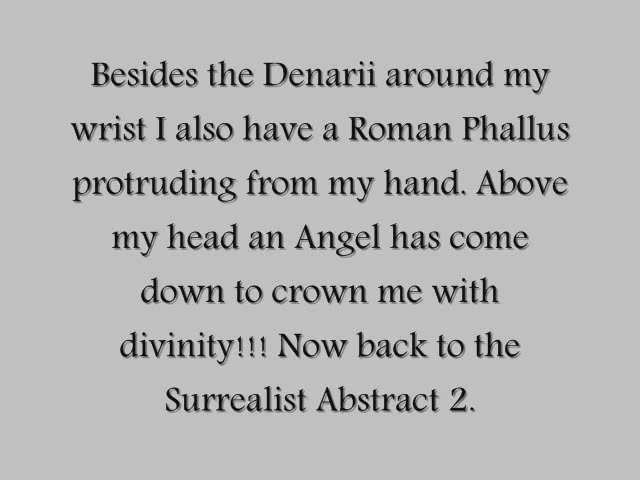 Besides the Denarii around my
wrist I also have a Roman Phallus
protruding from my hand. Above
my head an Angel has come
down to crown me with
divinity!!! Now back to the
Surrealist Abstract 2.